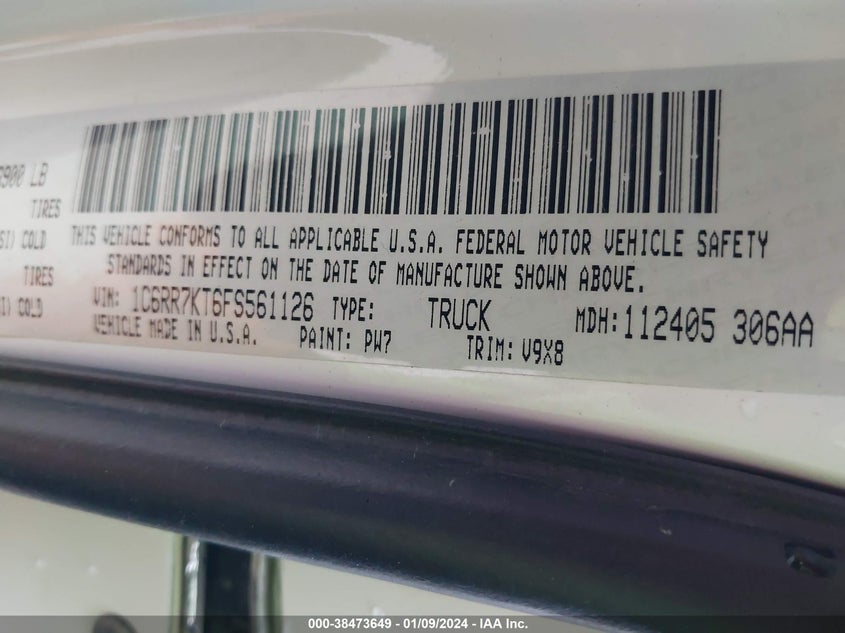 6900 LB
TIRES
SI) COLD
TIRES
I) COLD
THIS VEHICLE CONFORMS TO ALL APPLICABLE U.S.A. FEDERAL MOTOR VEHICLE SAFETY
STANDARDS IN EFFECT ON THE DATE OF MANUFACTURE SHOWN ABOVE.
VIN: 1C6RR7KT6FS561126 TYPE: TRUCK MDH:112405 306AA
VEHICLE MADE IN U.S.A. PAINT: PW7 TRIM: V9X8
000-38473649 - 01/09/2024 - IAA Inc.